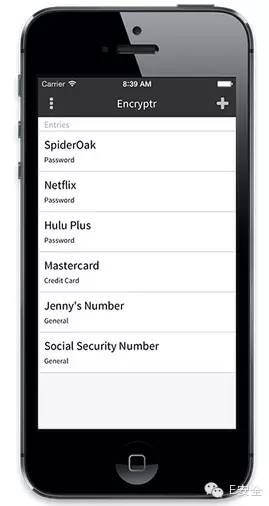 Carrier 8:39 AM
Encryptr
Entries
SpiderOak
Password
Netflix
Password
Hulu Plus
Password
Mastercard
Credit Card
Jenny's Number
General
Social Security Number
General
E安全